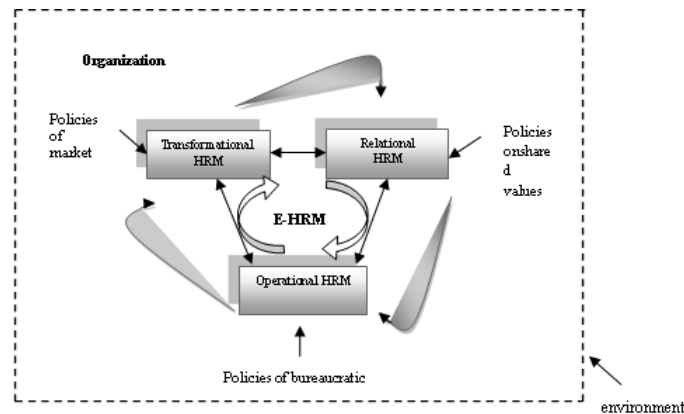 Organization
Policies
of
market
Transformational
HRM
Relational
HRM
Policies
onshare
d
values
E-HRM
Operational HRM
Policies of bureaucratic
environment